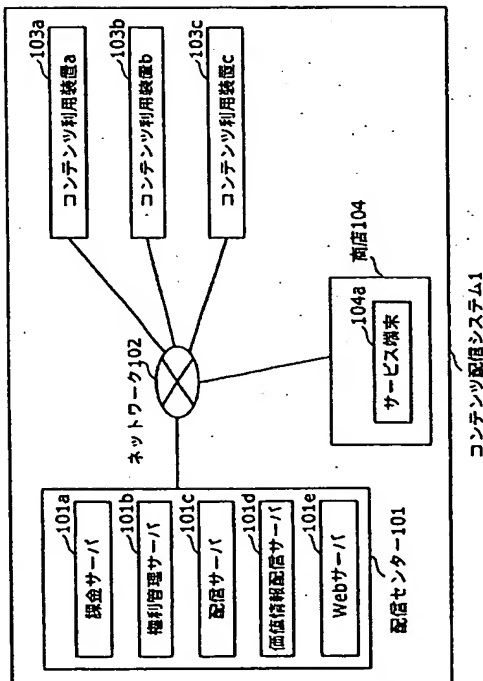 課金サーバ
101a
権利管理サーバ
101b
配信サーバ
101c
価値情報配信サーバ
101d
Webサーバ
101e
配信センター101
ネットワーク102
コンテンツ利用装置a
103a
コンテンツ利用装置b
103b
コンテンツ利用装置c
103c
サービス端末
104a
商店104
コンテンツ配信システム1